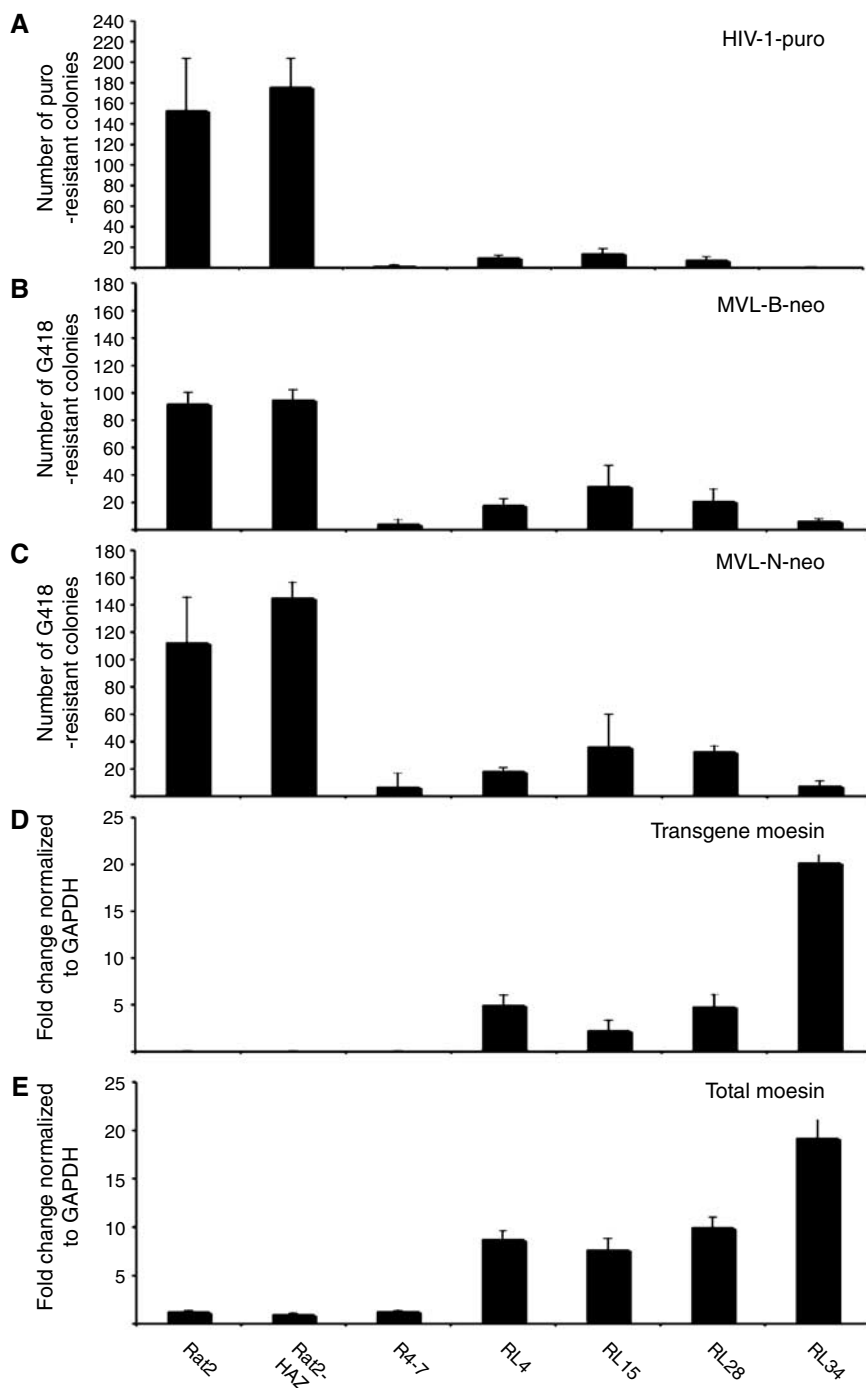 A
HIV-1-puro
Number of puro
-resistant colonies
240
220
200
180
160
140
120
100
80
60
40
20
B
MVL-B-neo
Number of G418
-resistant colonies
180
160
140
120
100
80
60
40
20
C
MVL-N-neo
Number of G418
-resistant colonies
180
160
140
120
100
80
60
40
20
D
Transgene moesin
Fold change normalized
to GAPDH
25
20
15
10
5
E
Total moesin
Fold change normalized
to GAPDH
25
20
15
10
5
Rat2
Rat2-
HAZ
R4-7
RL4
RL15
RL28
RL34